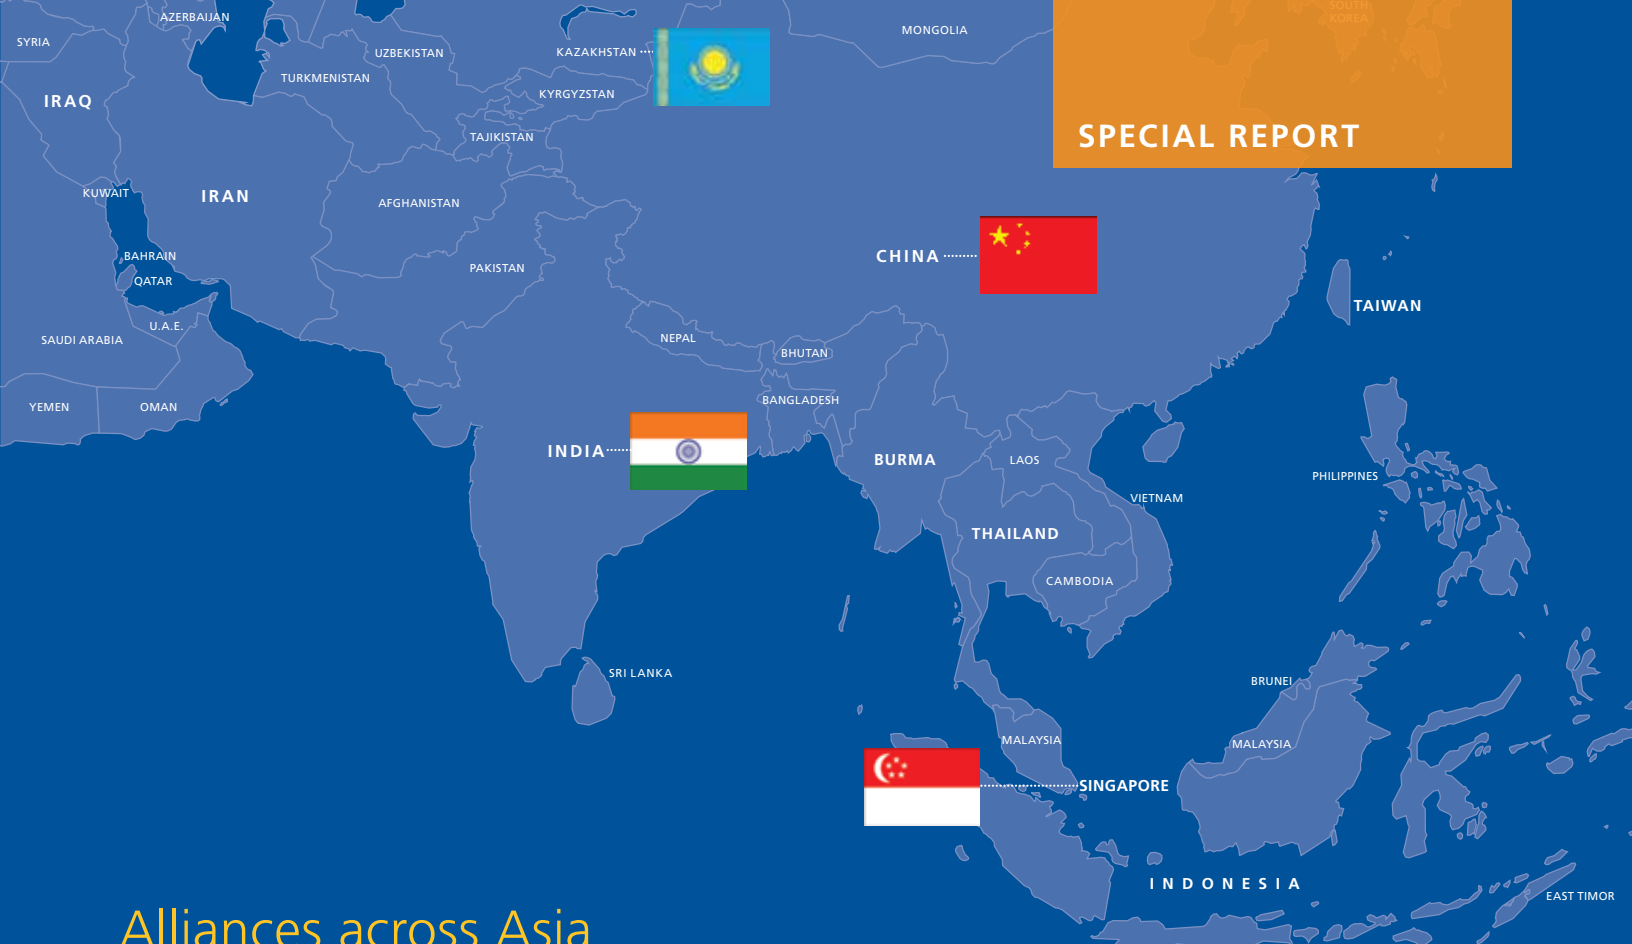 SOUTH
KOREA
AZERBAIJAN
SYRIA
UZBEKISTAN
KAZAKHSTAN
MONGOLIA
TURKMENISTAN
IRAQ
KYRGYZSTAN
TAJIKISTAN
SPECIAL REPORT
KUWAIT
IRAN
AFGHANISTAN
BAHRAIN
CHINA
PAKISTAN
QATAR
TAIWAN
U.A.E.
SAUDI ARABIA
NEPAL
BHUTAN
BANGLADESH
YEMEN
OMAN
INDIA
BURMA
LAOS
PHILIPPINES
VIETNAM
THAILAND
CAMBODIA
SRI LANKA
BRUNEI
MALAYSIA
MALAYSIA
SINGAPORE
INDONESIA
EAST TIMOR
Alliances across Asia